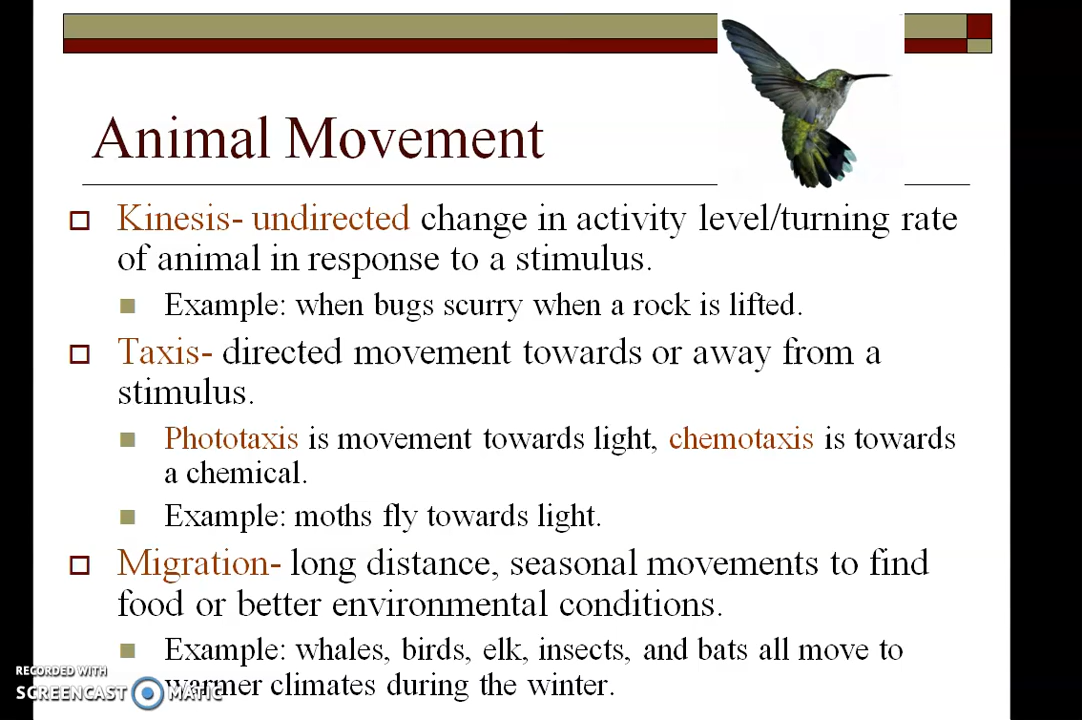 Animal Movement
Kinesis- undirected change in activity level/turning rate
of animal in response to a stimulus.
Example: when bugs scurry when a rock is lifted.
Taxis- directed movement towards or away from a
stimulus.
Phototaxis is movement towards light, chemotaxis is towards
a chemical.
Example: moths fly towards light.
Migration- long distance, seasonal movements to find
food or better environmental conditions.
Example: whales, birds, elk, insects, and bats all move to
warmer climates during the winter.
RECORDED WITH
SCREENCAST MATIC